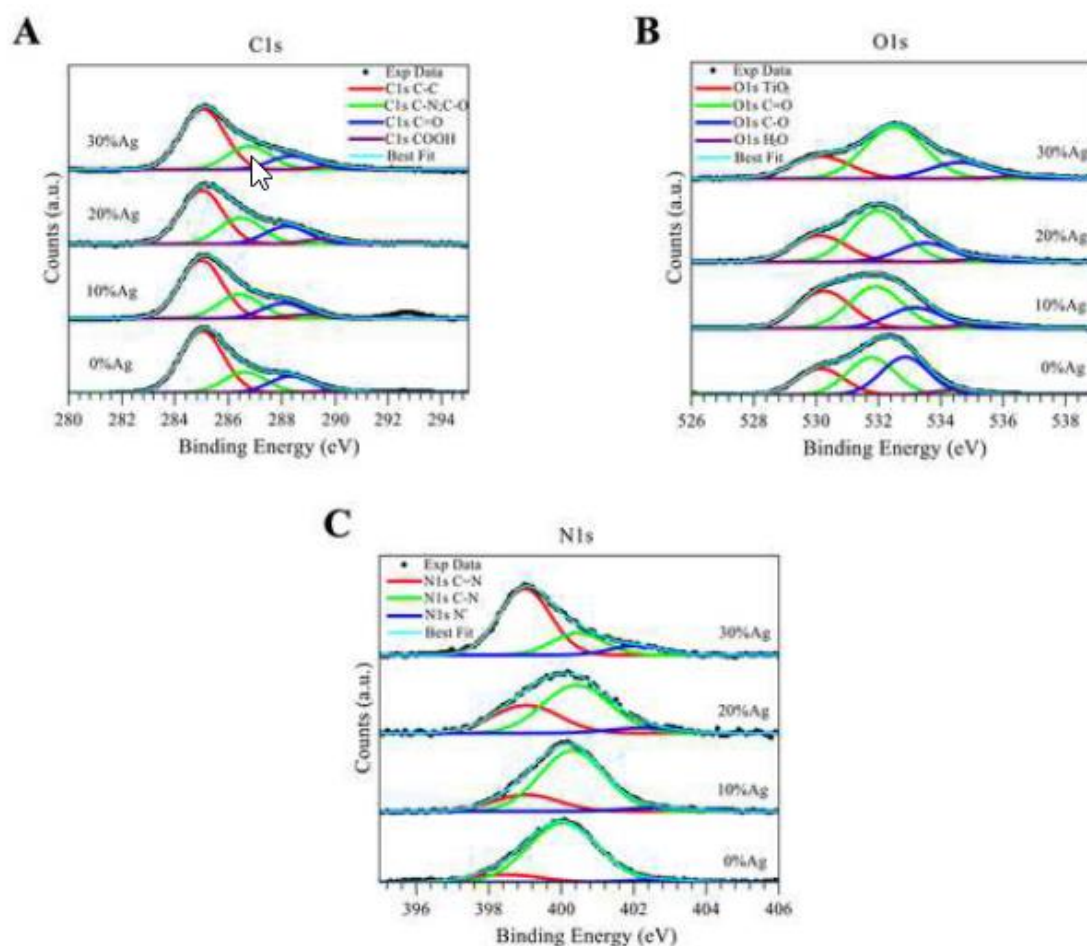 A
C1s
Exp Data
C1s C-C
C1s C-N;C-O
C1s C=O
C1s COOH
Best Fit
30%Ag
20%Ag
10%Ag
0%Ag
Counts (a.u.)
280 282 284 286 288 290 292 294
Binding Energy (eV)
B
O1s
Exp Data
O1s TiO₂
O1s C=O
O1s C-O
O1s H₂O
Best Fit
30%Ag
20%Ag
10%Ag
0%Ag
Counts (a.u.)
526 528 530 532 534 536 538
Binding Energy (eV)
C
N1s
Exp Data
N1s C=N
N1s C-N
N1s
Best Fit
30%Ag
20%Ag
10%Ag
0%Ag
Counts (a.u.)
396 398 400 402 404 406
Binding Energy (eV)